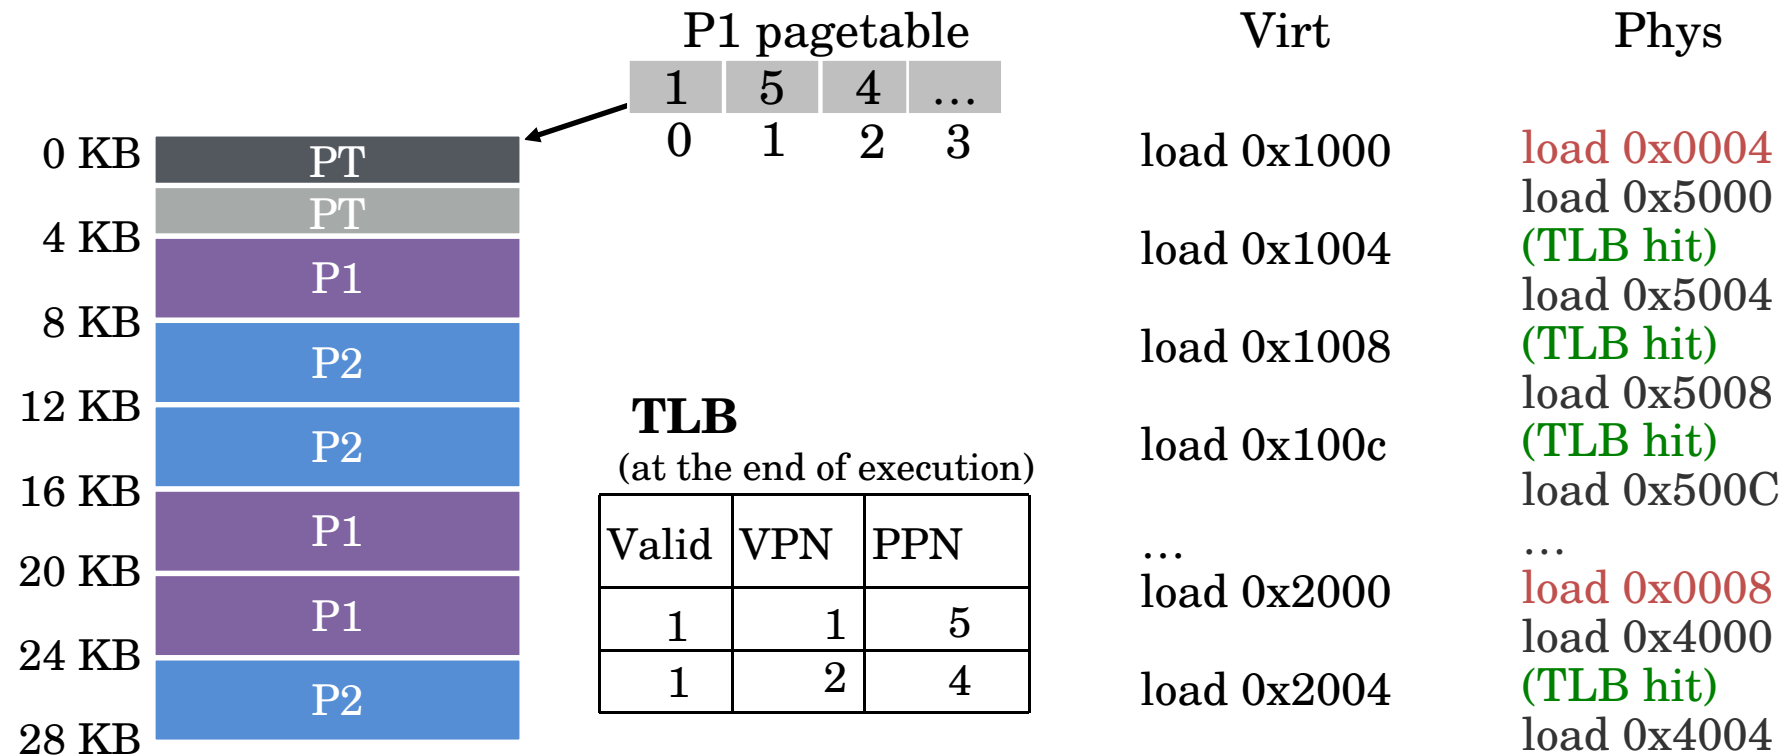 P1 pagetable
1 5 4 ...
0 1 2 3
0 KB
PT
PT
4 KB
P1
8 KB
P2
12 KB
P2
16 KB
P1
20 KB
P1
24 KB
P2
28 KB
TLB
(at the end of execution)
Valid VPN PPN
1 1 5
1 2 4
Virt Phys
load 0x1000 load 0x0004
load 0x5000
load 0x1004 (TLB hit)
load 0x5004
load 0x1008 (TLB hit)
load 0x5008
load 0x100c (TLB hit)
load 0x500C
... ...
load 0x2000 load 0x0008
load 0x4000
load 0x2004 (TLB hit)
load 0x4004